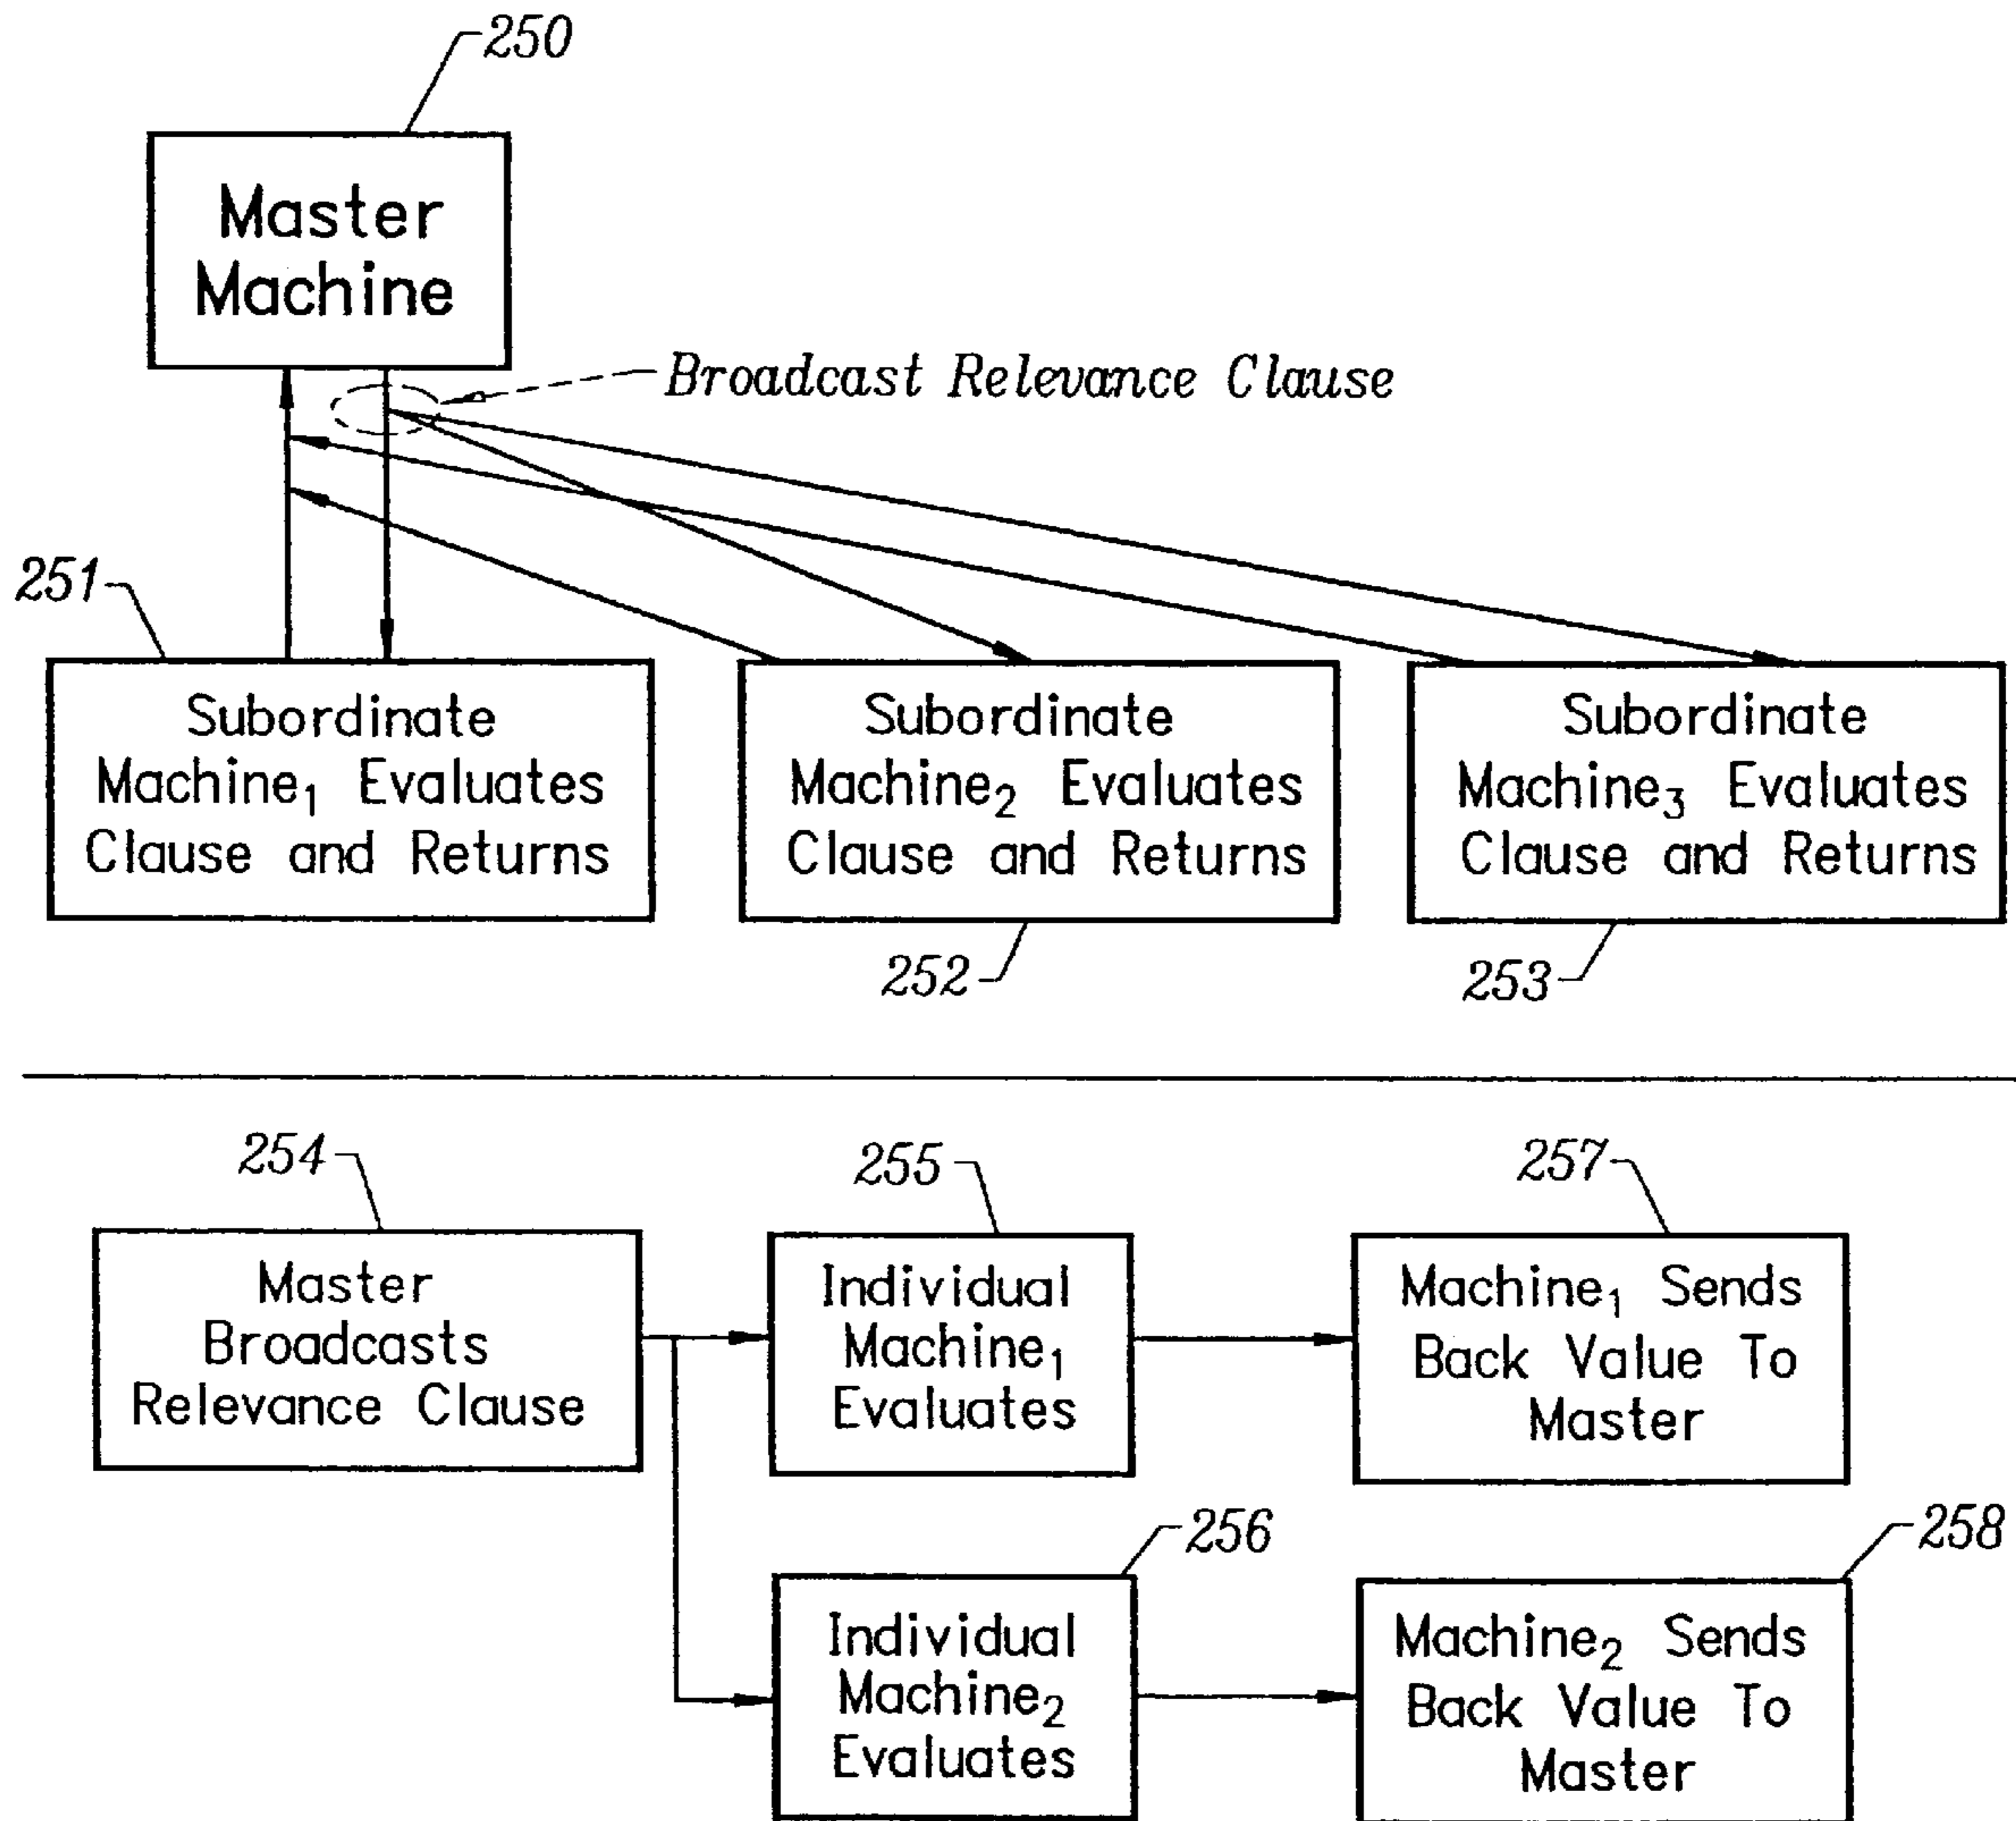 250
Master
Machine
Broadcast Relevance Clause
251
Subordinate
Machine₁ Evaluates
Clause and Returns
Subordinate
Machine₂ Evaluates
Clause and Returns
Subordinate
Machine₃ Evaluates
Clause and Returns
252
253
254
255
257
Master
Broadcasts
Relevance Clause
Individual
Machine₁
Evaluates
Machine₁ Sends
Back Value To
Master
256
258
Individual
Machine₂
Evaluates
Machine₂ Sends
Back Value To
Master